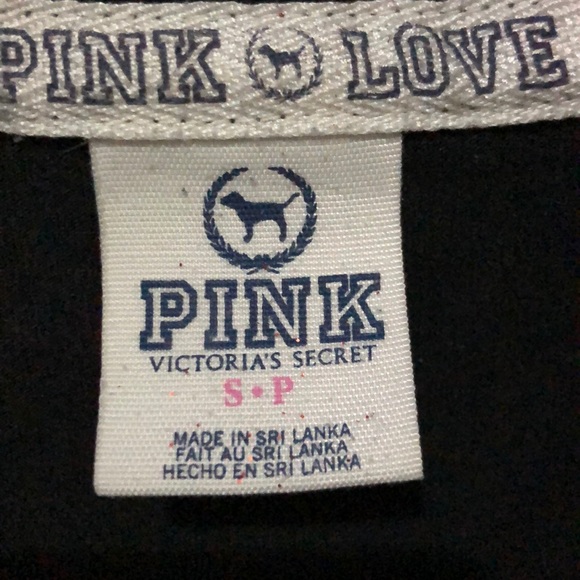 PINK LOVE
PINK
VICTORIA'S SECRET
S•P
MADE IN SRI LANKA
FAIT AU SRI LANKA
HECHO EN SRI LANKA